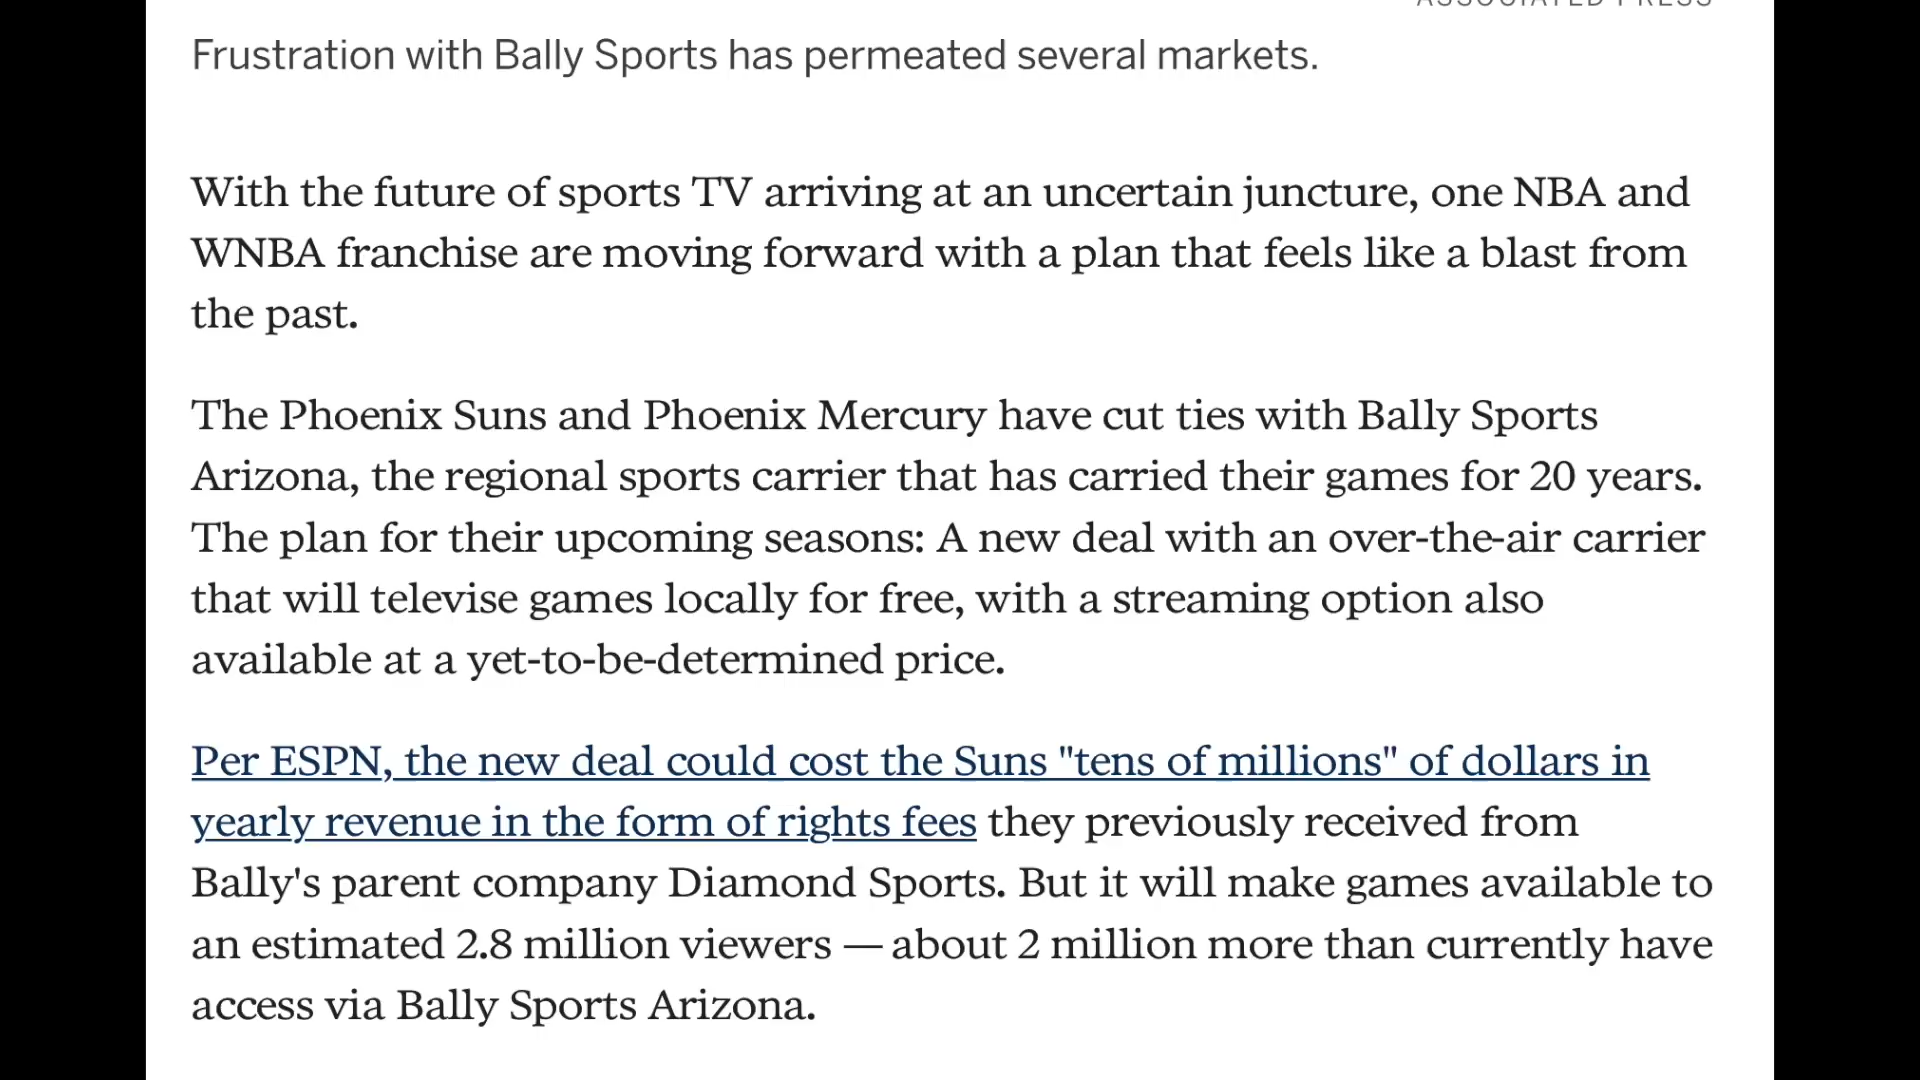 ASSOCIATED PRESS
Frustration with Bally Sports has permeated several markets.
With the future of sports TV arriving at an uncertain juncture, one NBA and
WNBA franchise are moving forward with a plan that feels like a blast from
the past.
The Phoenix Suns and Phoenix Mercury have cut ties with Bally Sports
Arizona, the regional sports carrier that has carried their games for 20 years.
The plan for their upcoming seasons: A new deal with an over-the-air carrier
that will televise games locally for free, with a streaming option also
available at a yet-to-be-determined price.
Per ESPN, the new deal could cost the Suns "tens of millions" of dollars in
yearly revenue in the form of rights fees they previously received from
Bally's parent company Diamond Sports. But it will make games available to
an estimated 2.8 million viewers — about 2 million more than currently have
access via Bally Sports Arizona.